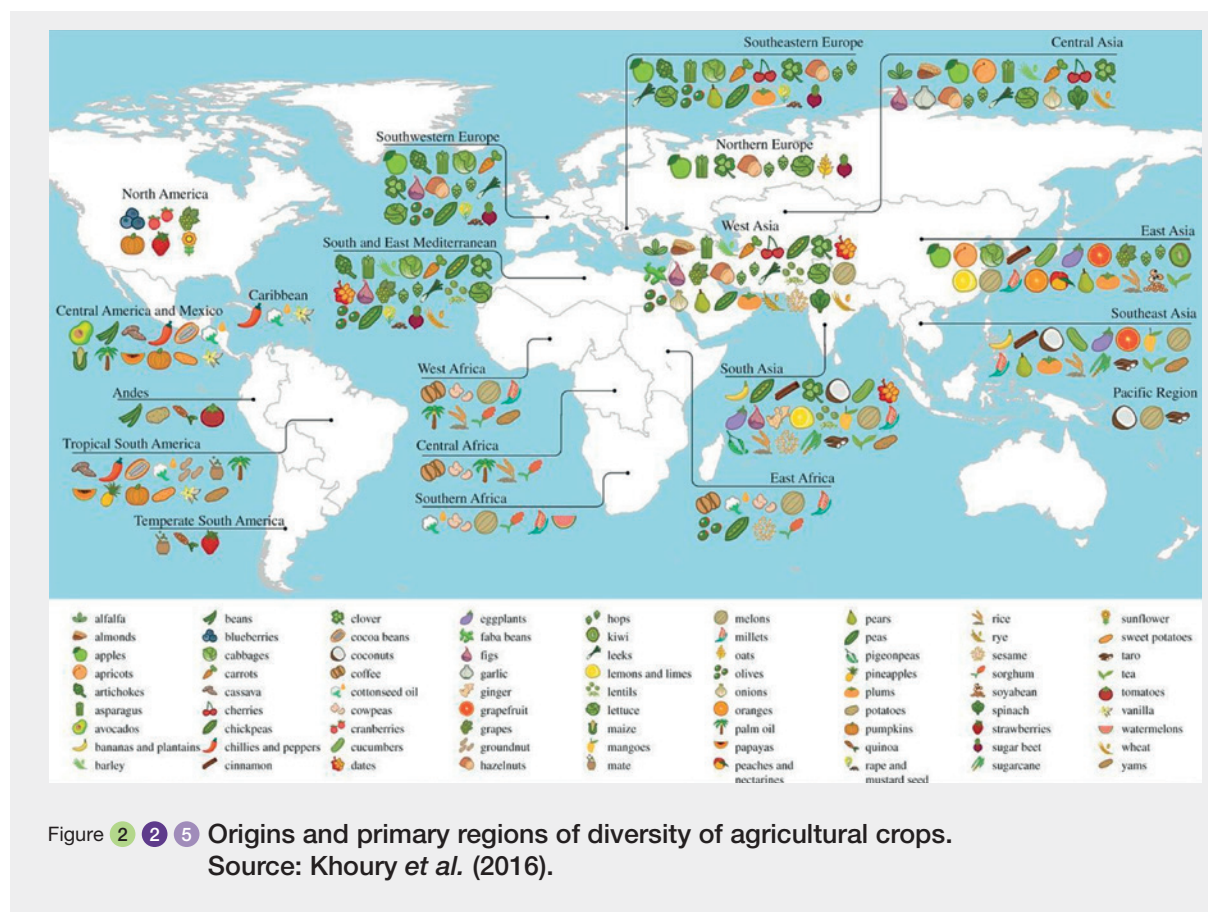 Southeastern Europe
Central Asia
Southwestern Europe
Northern Europe
North America
West Asia
East Asia
South and East Mediterranean
Caribbean
Central America and Mexico
Southeast Asia
West Africa
South Asia
Andes
Pacific Region
Tropical South America
Central Africa
East Africa
Southern Africa
Temperate South America
alfalfa
almonds
apples
apricots
artichokes
asparagus
avocados
bananas and plantains
barley
beans
blueberries
cabbages
carrots
cassava
cherries
chickpeas
chillies and peppers
cinnamon
clover
cocoa beans
coconuts
coffee
cottonseed oil
cowpeas
cranberries
cucumbers
dates
eggplants
faba beans
figs
garlic
ginger
grapefruit
grapes
groundnut
hazelnuts
hops
kiwi
leeks
lemons and limes
lentils
lettuce
maize
mangoes
mate
melons
millets
oats
olives
onions
oranges
palm oil
papayas
peaches and
nectarines
pears
peas
pigeonpeas
pineapples
plums
potatoes
pumpkins
quinoa
rape and
mustard seed
rice
rye
sesame
sorghum
soyabean
spinach
strawberries
sugar beet
sugarcane
sunflower
sweet potatoes
taro
tea
tomatoes
vanilla
watermelons
wheat
yams
Figure 2 2 5 Origins and primary regions of diversity of agricultural crops.
Source: Khoury et al. (2016).